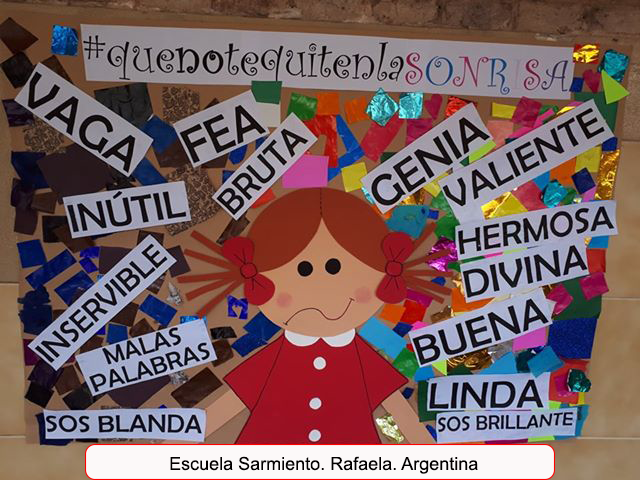 #quenotequitenlaSONRISA
VAGA
FEA
BRUTA
INÚTIL
INSERVIBLE
MALAS
PALABRAS
SOS BLANDA
GENIA
VALIENTE
HERMOSA
DIVINA
BUENA
LINDA
SOS BRILLANTE
Escuela Sarmiento. Rafaela. Argentina